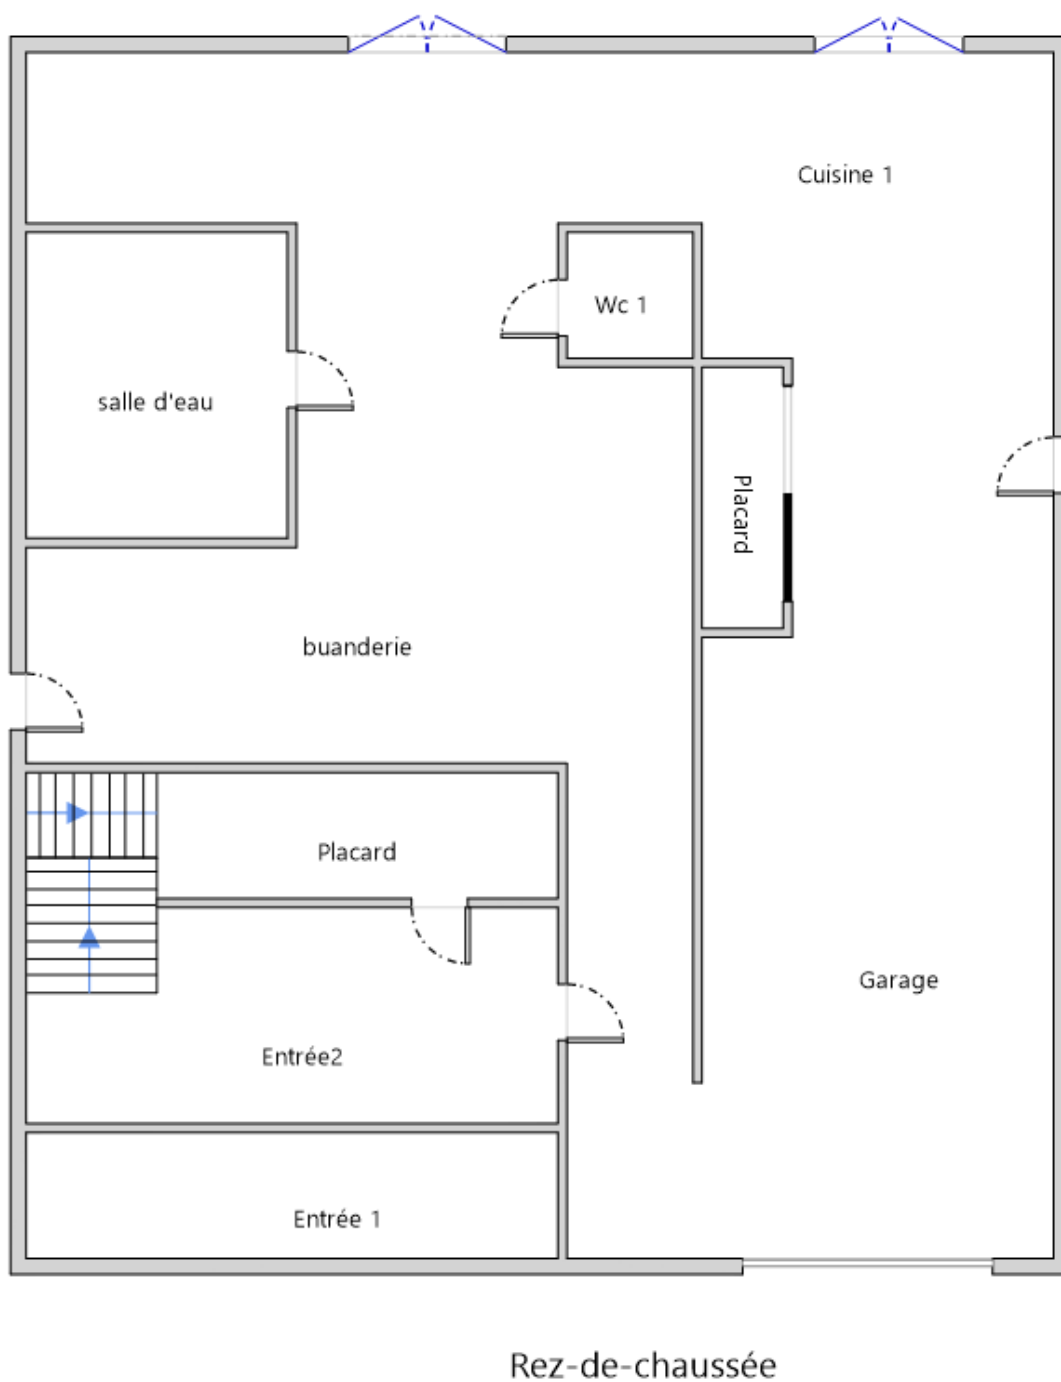 Cuisine 1
Wc 1
salle d'eau
Placard
buanderie
Placard
Garage
Entrée2
Entrée 1
Rez-de-chaussée